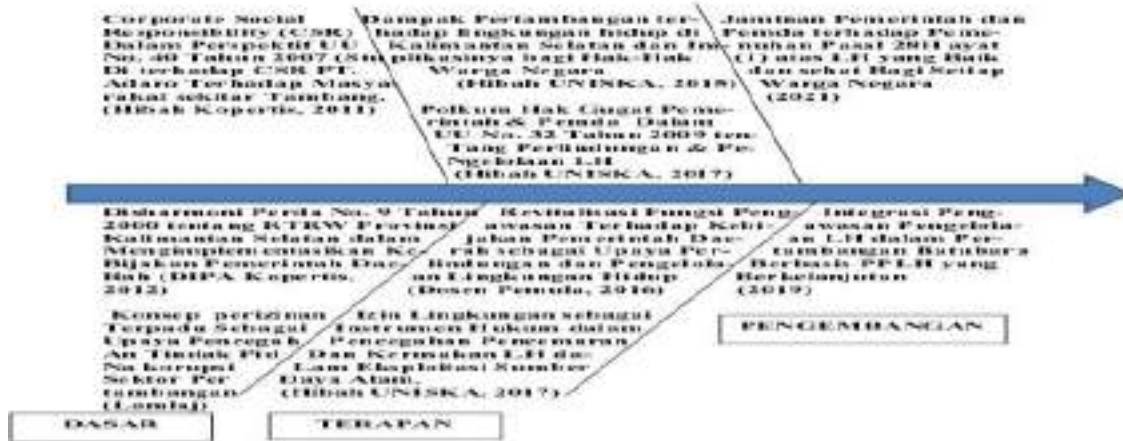 Corporate Social
Responsibility (CSR)
Dalam Perspektif UU
No. 40 Tahun 2007 (Stu
Di terhadap CSR PT.
Adaro Terhadap Masya
rakat sekitar Tambang.
(Hibak Kopertis, 2011)
Dampak Pertambangan ter-
hadap lingkungan hidup di
Kalimantan Selatan dan Im-
plikasinya bagi Hak-Hak
Warga Negara
(Hibah UNISKA, 2018)
Polkum Hak Gugat Peme-
rintah & Pemda Dalam
UU No. 32 Tahun 2009 ten-
Tang Perlindungan & Pe-
Ngelolaan LH
(Hibah UNISKA, 2017)
Jaminan Pemerintah dan
Pemda terhadap Peme-
nuhan Pasal 28H ayat
(1) atas LH yang Baik
dan sehat Bagi Setiap
Warga Negara
(2021)
Disharmoni Perda No. 9 Tahun
2000 tentang RTRW Provinsi
Kalimantan Selatan dalam
Mengimplementasikan Ke
Bijakan Pemerintah Dae-
Rah (DIPA Kopertis,
2012)
Konsep perizinan
Terpadu Sebagai
Upaya Pencegah
An Tindak Pid
Na korupsi
Sektor Per
tambangan
(Lomlaj)
Revitalisasi Fungsi Peng-
awasan Terhadap Kebi-
jakan Pemerintah Dae-
rah sebagai Upaya Per-
lindungan dan Pengelola-
an Lingkungan Hidup
(Dosen Pemula, 2016)
Izin Lingkungan sebagai
Instrumen Hukum dalam
Pencegahan Pencemaran
Dan Kerusakan LH da-
Lam Eksploitasi Sumber
Daya Alam.
(Hibah UNISKA, 2017)
Integrasi Peng-
awasan Pengelola-
an LH dalam Per-
tambangan Batubara
Berbasis PPLH yang
Berkelanjutan
(2019)
PENGEMBANGAN
DASAR
TERAPAN